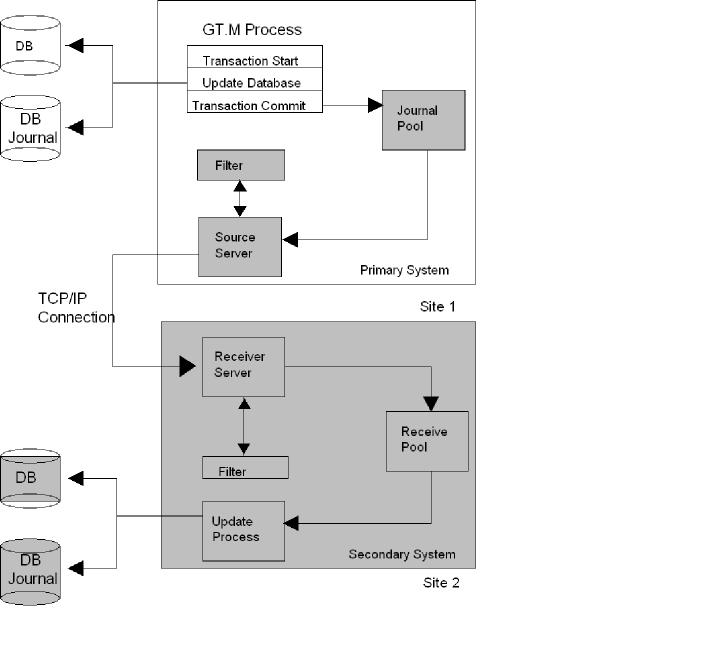 GT.M Process
DB
Transaction Start
Update Database
Transaction Commit
DB
Journal
Journal
Pool
Filter
Source
Server
Primary System
TCP/IP
Connection
Site 1
Receiver
Server
Receive
Pool
Filter
DB
Update
Process
Secondary System
DB
Journal
Site 2